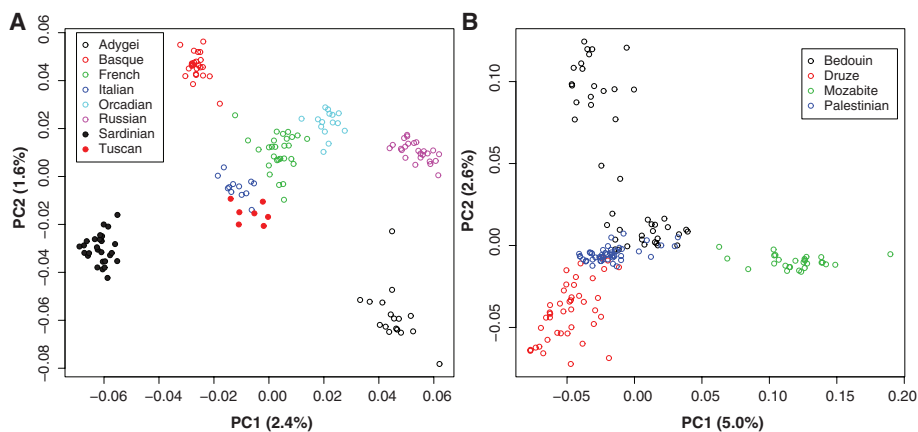 A
Adygei
Basque
French
Italian
Orcadian
Russian
Sardinian
Tuscan
PC2 (1.6%)
0.06
0.04
0.02
0.00
−0.02
−0.04
−0.06
−0.08
−0.06 −0.04 −0.02 0.00 0.02 0.04 0.06
PC1 (2.4%)
B
Bedouin
Druze
Mozabite
Palestinian
PC2 (2.6%)
0.10
0.05
0.00
−0.05
−0.05 0.00 0.05 0.10 0.15 0.20
PC1 (5.0%)